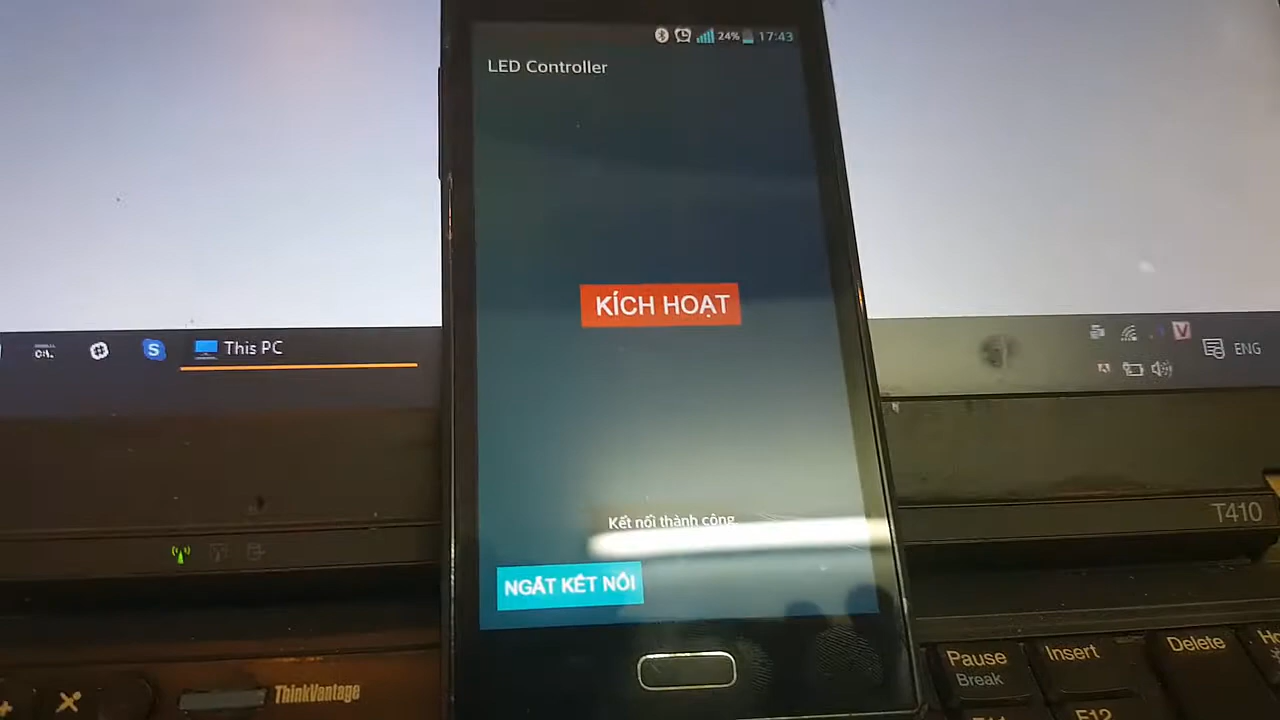 24% 17:43
LED Controller
KÍCH HOẠT
Kết nối thành công
NGẮT KẾT NỐI
This PC
ENG
T410
ThinkVantage
Pause
Break
Insert
Delete
F12